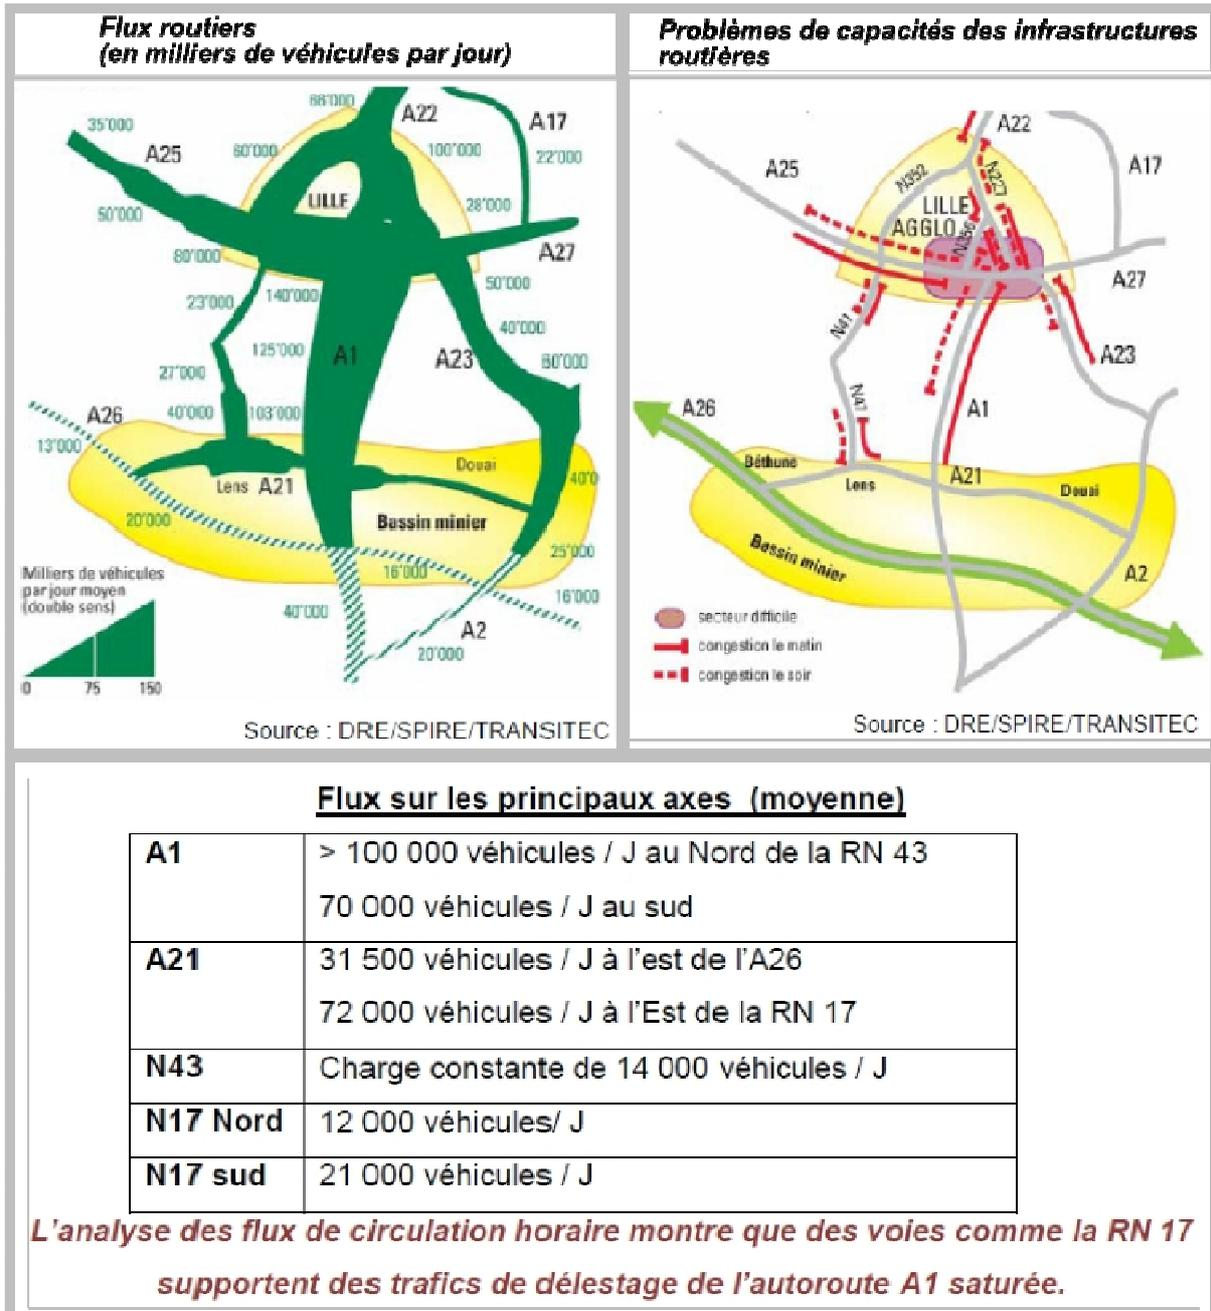 Flux routiers
(en milliers de véhicules par jour)
66'000
A22
A17
35'000
A25
60'000
100'000
22'000
50'000
LILLE
28'000
80'000
A27
23'000
140'000
50'000
40'000
125'000
A1
A23
60'000
27'000
A26
40'000
103'000
13'000
Douai
40'0
Lens A21
20'000
Bassin minier
25'000
16'000
Milliers de véhicules
par jour moyen
(double sens)
40'000
16'000
A2
20'000
0 75 150
Source : DRE/SPIRE/TRANSITEC
Problèmes de capacités des infrastructures
routières
A22
A25
A17
N352
N227
LILLE
AGGLO
N356
A27
N41
A23
A26
N47
A1
Béthune
Lens
A21
Douai
Bassin minier
A2
secteur difficile
congestion le matin
congestion le soir
Source : DRE/SPIRE/TRANSITEC
Flux sur les principaux axes (moyenne)
A1 > 100 000 véhicules / J au Nord de la RN 43
70 000 véhicules / J au sud
A21 31 500 véhicules / J à l'est de l'A26
72 000 véhicules / J à l'Est de la RN 17
N43 Charge constante de 14 000 véhicules / J
N17 Nord 12 000 véhicules/ J
N17 sud 21 000 véhicules / J
L'analyse des flux de circulation horaire montre que des voies comme la RN 17
supportent des trafics de délestage de l'autoroute A1 saturée.